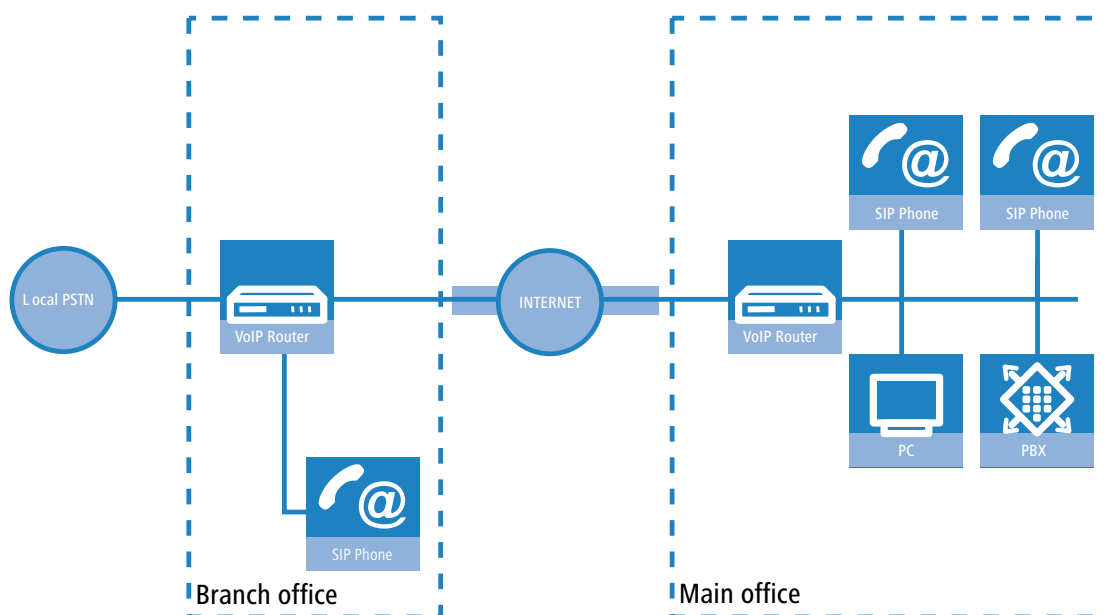 SIP Phone
SIP Phone
L ocal PSTN
INTERNET
VoIP Router
VoIP Router
PC
PBX
SIP Phone
Branch office
Main office